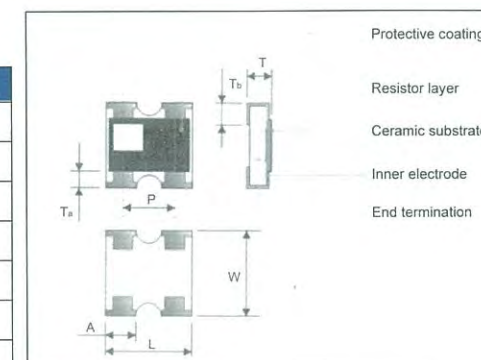 Protective coating
T
Tb
Resistor layer
Ceramic substrate
Inner electrode
P
Ta
End termination
W
A
L